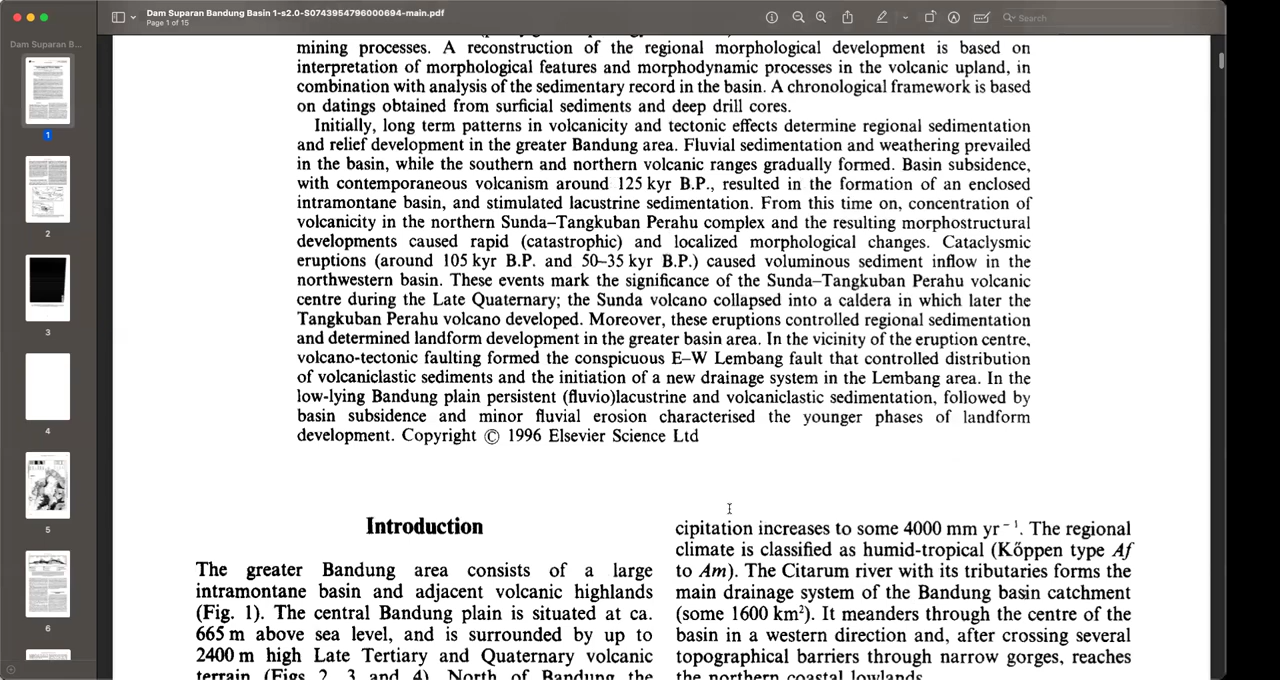 Dam Suparan Bandung Basin 1-s2.0-S0743954796000694-main.pdf
Page 1 of 15
Search
Dam Suparan B...
1
2
3
4
5
6
mining processes. A reconstruction of the regional morphological development is based on
interpretation of morphological features and morphodynamic processes in the volcanic upland, in
combination with analysis of the sedimentary record in the basin. A chronological framework is based
on datings obtained from surficial sediments and deep drill cores.
Initially, long term patterns in volcanicity and tectonic effects determine regional sedimentation
and relief development in the greater Bandung area. Fluvial sedimentation and weathering prevailed
in the basin, while the southern and northern volcanic ranges gradually formed. Basin subsidence,
with contemporaneous volcanism around 125 kyr B.P., resulted in the formation of an enclosed
intramontane basin, and stimulated lacustrine sedimentation. From this time on, concentration of
volcanicity in the northern Sunda–Tangkuban Perahu complex and the resulting morphostructural
developments caused rapid (catastrophic) and localized morphological changes. Cataclysmic
eruptions (around 105 kyr B.P. and 50–35 kyr B.P.) caused voluminous sediment inflow in the
northwestern basin. These events mark the significance of the Sunda–Tangkuban Perahu volcanic
centre during the Late Quaternary; the Sunda volcano collapsed into a caldera in which later the
Tangkuban Perahu volcano developed. Moreover, these eruptions controlled regional sedimentation
and determined landform development in the greater basin area. In the vicinity of the eruption centre,
volcano-tectonic faulting formed the conspicuous E–W Lembang fault that controlled distribution
of volcaniclastic sediments and the initiation of a new drainage system in the Lembang area. In the
low-lying Bandung plain persistent (fluvio)lacustrine and volcaniclastic sedimentation, followed by
basin subsidence and minor fluvial erosion characterised the younger phases of landform
development. Copyright © 1996 Elsevier Science Ltd
Introduction
The greater Bandung area consists of a large
intramontane basin and adjacent volcanic highlands
(Fig. 1). The central Bandung plain is situated at ca.
665 m above sea level, and is surrounded by up to
2400 m high Late Tertiary and Quaternary volcanic
terrain (Figs 2, 3 and 4). North of Bandung the
cipitation increases to some 4000 mm yr⁻¹. The regional
climate is classified as humid-tropical (Kőppen type Af
to Am). The Citarum river with its tributaries forms the
main drainage system of the Bandung basin catchment
(some 1600 km²). It meanders through the centre of the
basin in a western direction and, after crossing several
topographical barriers through narrow gorges, reaches
the northern coastal lowlands.